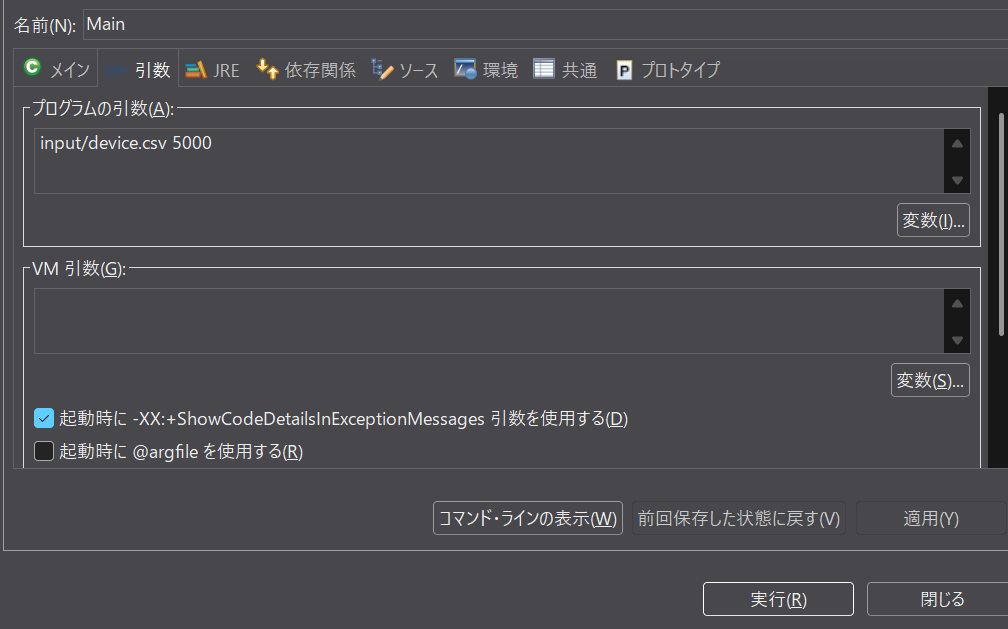 名前(N): Main
メイン 引数 JRE 依存関係 ソース 環境 共通 プロトタイプ
プログラムの引数(A):
input/device.csv 5000
変数(I)...
VM 引数(G):
変数(S)...
起動時に -XX:+ShowCodeDetailsInExceptionMessages 引数を使用する(D)
起動時に @argfile を使用する(R)
コマンド・ラインの表示(W) 前回保存した状態に戻す(V) 適用(Y)
実行(R) 閉じる